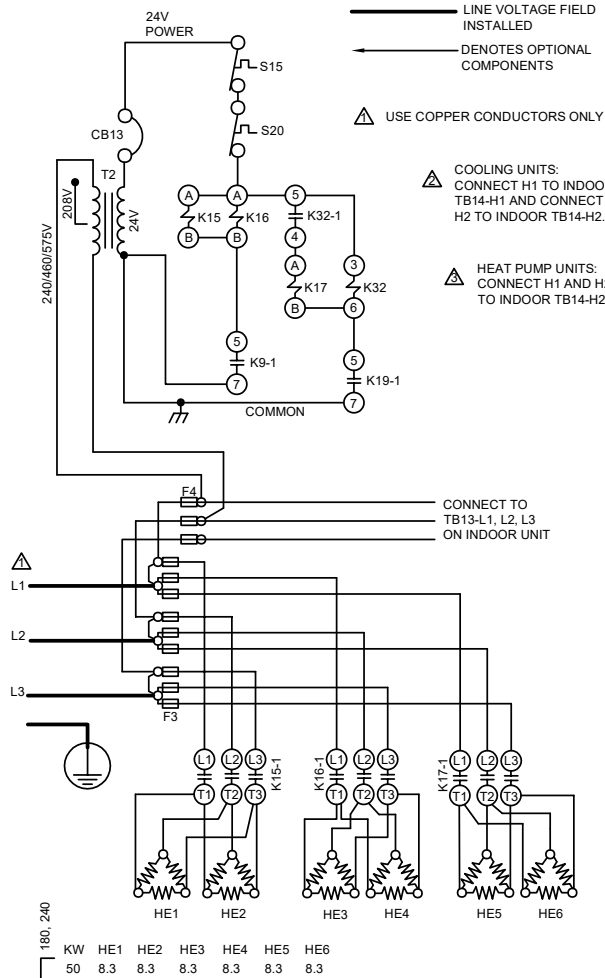 24V
POWER
LINE VOLTAGE FIELD
INSTALLED
DENOTES OPTIONAL
COMPONENTS
S15
S20
CB13
T2
208V
24V
240/460/575V
1 USE COPPER CONDUCTORS ONLY
2 COOLING UNITS:
CONNECT H1 TO INDOO
TB14-H1 AND CONNECT
H2 TO INDOOR TB14-H2.
3 HEAT PUMP UNITS:
CONNECT H1 AND H
TO INDOOR TB14-H2
A A 5
K15 K16 K32-1
B B 4
A 3
K17 K32
B 6
5
K9-1
7
5
K19-1
7
COMMON
F4
CONNECT TO
TB13-L1, L2, L3
ON INDOOR UNIT
1
L1
L2
L3
F3
L1 L2 L3 K15-1 L1 L2 L3 K16-1 L1 L2 L3 K17-1
T1 T2 T3 T1 T2 T3 T1 T2 T3
HE1 HE2 HE3 HE4 HE5 HE6
180, 240
KW HE1 HE2 HE3 HE4 HE5 HE6
50 8.3 8.3 8.3 8.3 8.3 8.3